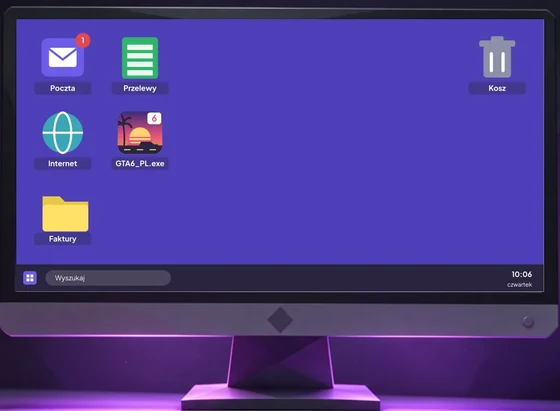 1
Poczta
Przelewy
Kosz
6
Internet
GTA6_PL.exe
Faktury
Wyszukaj
10:06
czwartek